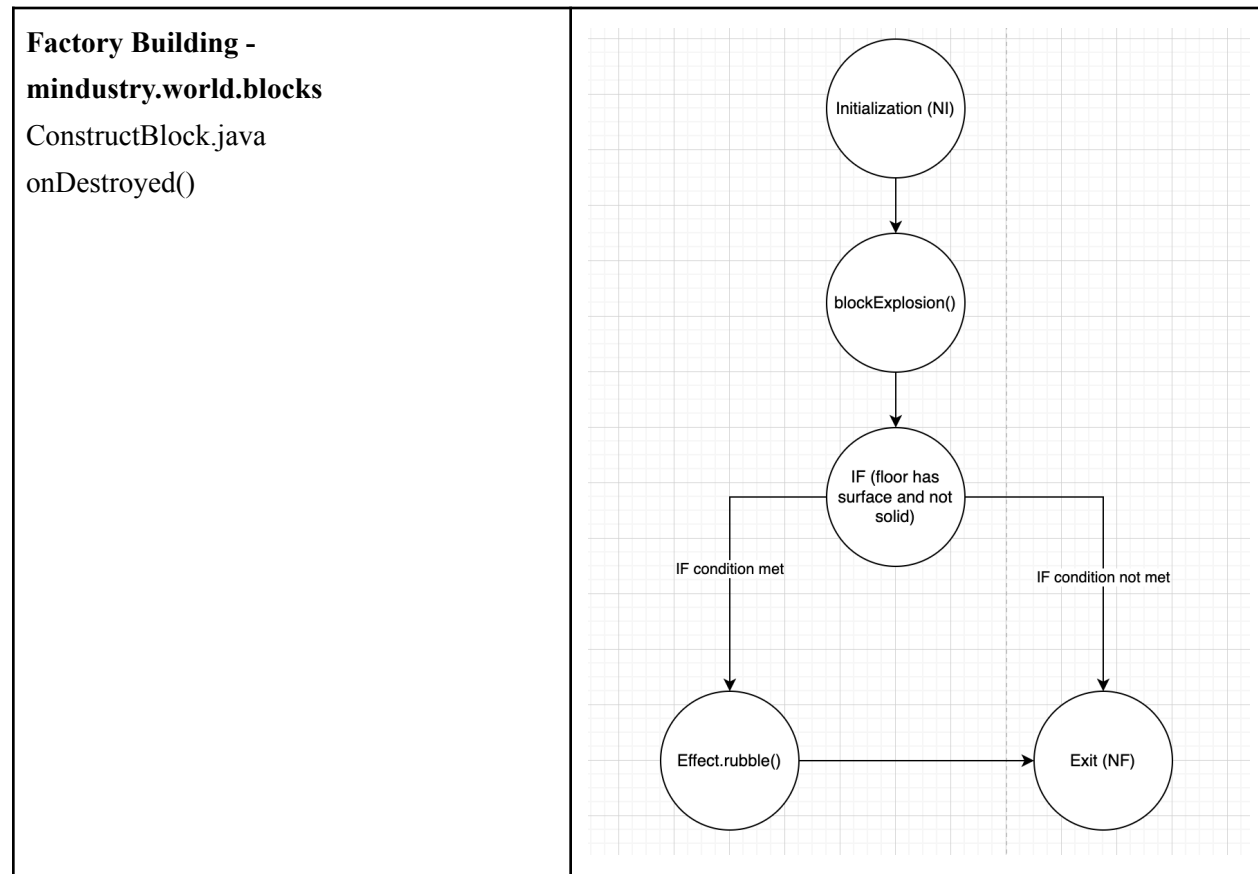 Factory Building -
mindustry.world.blocks
ConstructBlock.java
onDestroyed()
Initialization (NI)
blockExplosion()
IF (floor has
surface and not
solid)
IF condition met
IF condition not met
Effect.rubble()
Exit (NF)